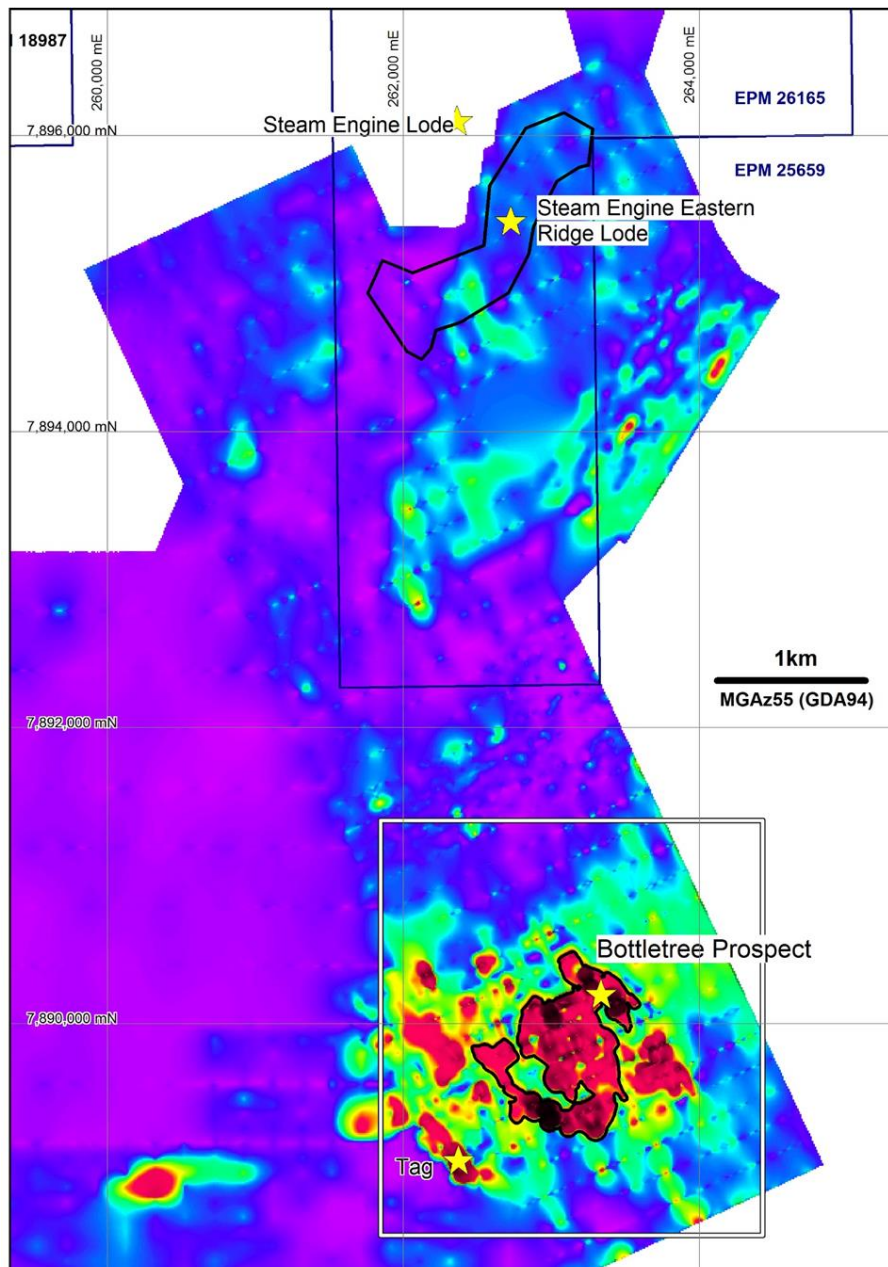 18987
260,000 mE
262,000 mE
264,000 mE
EPM 26165
Steam Engine Lode
7,896,000 mN
EPM 25659
Steam Engine Eastern
Ridge Lode
7,894,000 mN
1km
MGAz55 (GDA94)
7,892,000 mN
Bottletree Prospect
7,890,000 mN
Tag